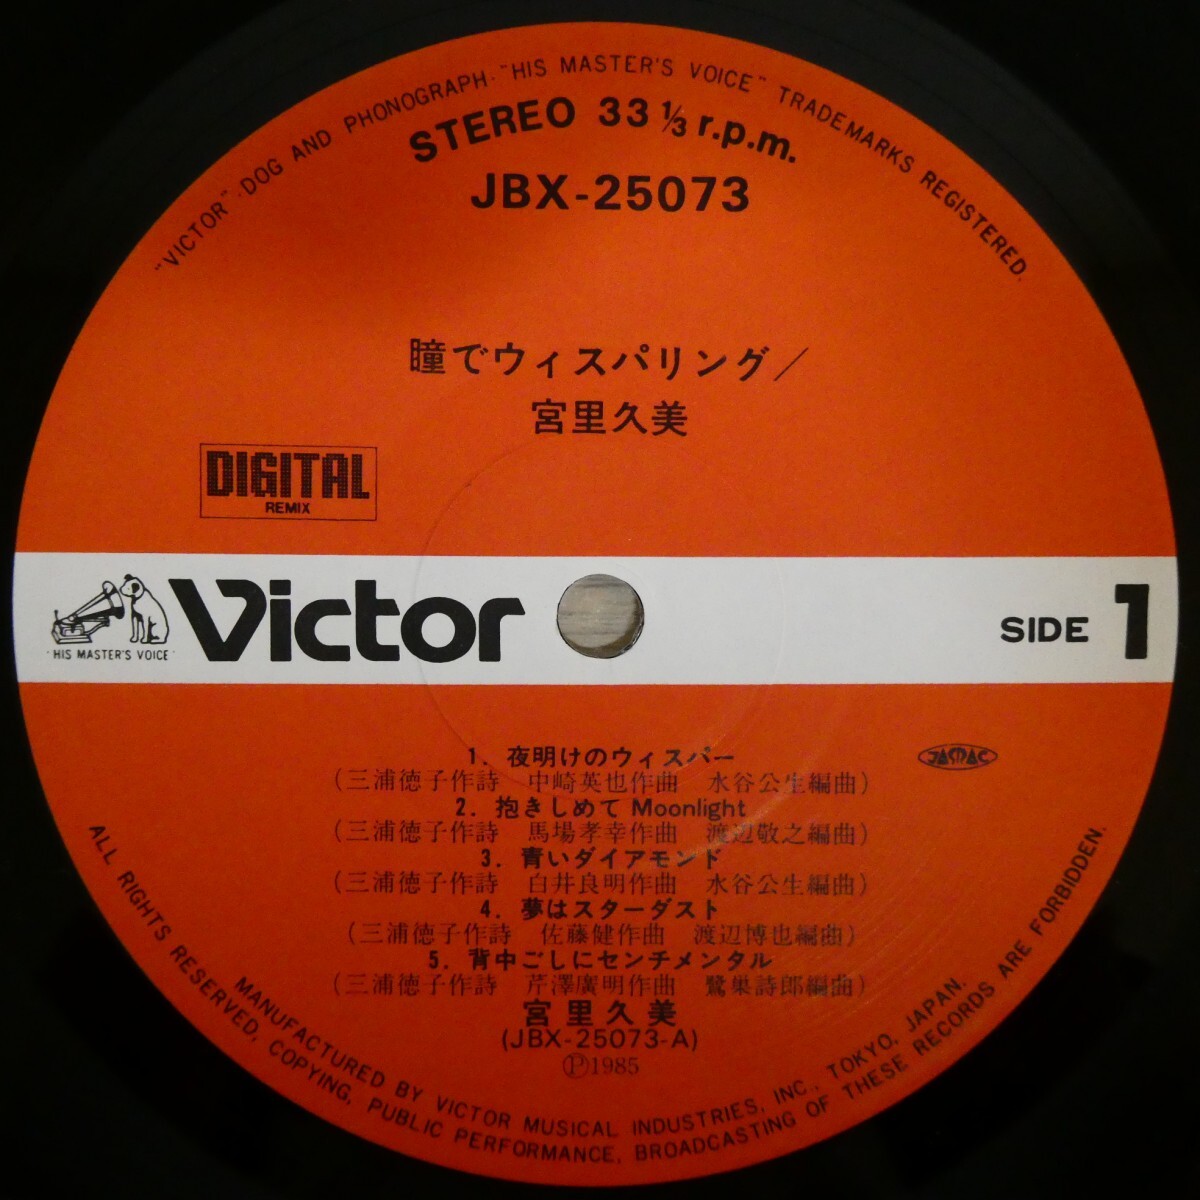 "VICTOR"·DOG AND PHONOGRAPH·"HIS MASTER'S VOICE" TRADEMARKS REGISTERED.
STEREO 33 1/3 r.p.m.
JBX-25073
瞳でウィスパリング／
宮里久美
DIGITAL
REMIX
"HIS MASTER'S VOICE"
Victor
SIDE 1
1. 夜明けのウィスパー
(三浦徳子作詩 中崎英也作曲 水谷公生編曲)
JASRAC
2. 抱きしめて Moonlight
(三浦徳子作詩 馬場孝幸作曲 渡辺敬之編曲)
3. 青いダイアモンド
(三浦徳子作詩 白井良明作曲 水谷公生編曲)
4. 夢はスターダスト
(三浦徳子作詩 佐藤健作曲 渡辺博也編曲)
5. 背中ごしにセンチメンタル
(三浦徳子作詩 芹澤廣明作曲 鷺巣詩郎編曲)
宮里久美
(JBX-25073-A)
Ⓟ1985
MANUFACTURED BY VICTOR MUSICAL INDUSTRIES, INC., TOKYO, JAPAN.
ALL RIGHTS RESERVED, COPYING, PUBLIC PERFORMANCE, BROADCASTING OF THESE RECORDS ARE FORBIDDEN.